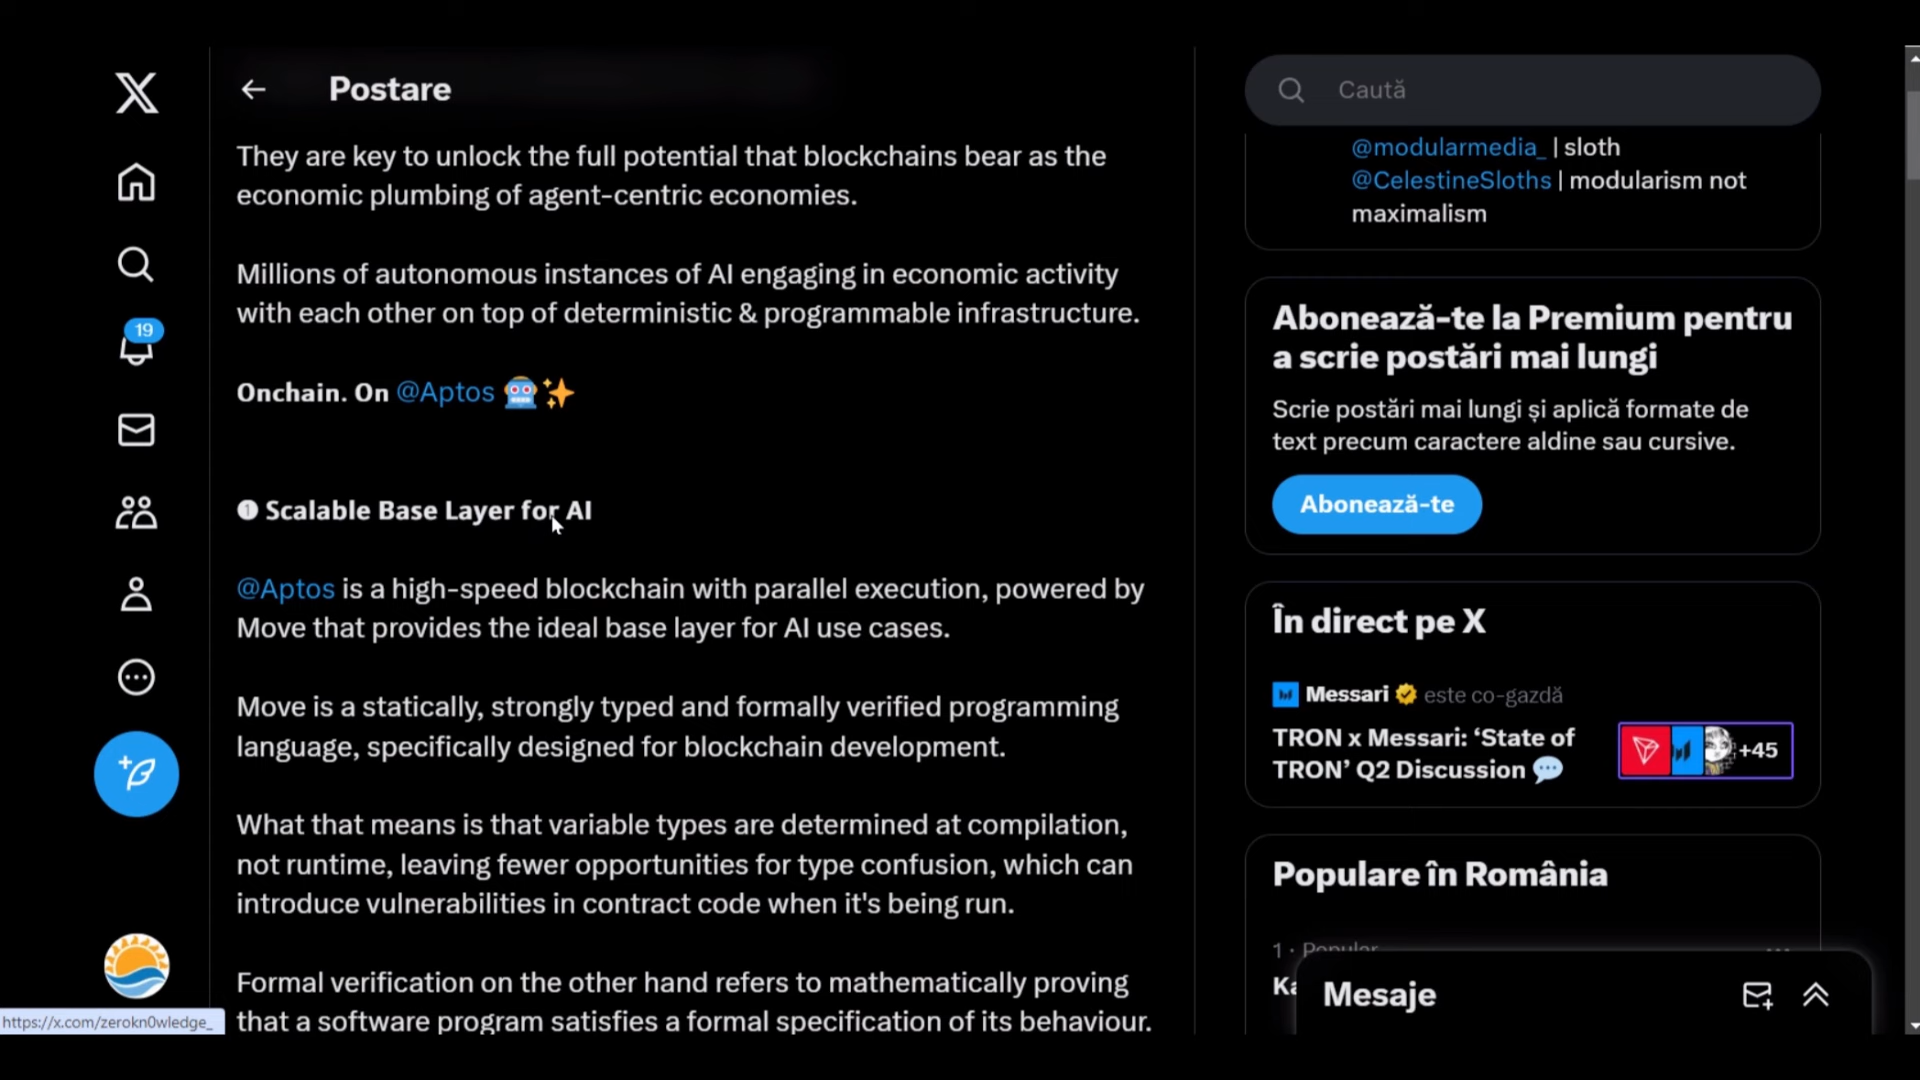 Postare
They are key to unlock the full potential that blockchains bear as the
economic plumbing of agent-centric economies.
Millions of autonomous instances of AI engaging in economic activity
with each other on top of deterministic & programmable infrastructure.
Onchain. On @Aptos 🤖✨
❶ Scalable Base Layer for AI
@Aptos is a high-speed blockchain with parallel execution, powered by
Move that provides the ideal base layer for AI use cases.
Move is a statically, strongly typed and formally verified programming
language, specifically designed for blockchain development.
What that means is that variable types are determined at compilation,
not runtime, leaving fewer opportunities for type confusion, which can
introduce vulnerabilities in contract code when it's being run.
Formal verification on the other hand refers to mathematically proving
that a software program satisfies a formal specification of its behaviour.
19
https://x.com/zerokn0wledge_
Caută
@modularmedia_ | sloth
@CelestineSloths | modularism not
maximalism
Abonează-te la Premium pentru
a scrie postări mai lungi
Scrie postări mai lungi și aplică formate de
text precum caractere aldine sau cursive.
Abonează-te
În direct pe X
Messari este co-gazdă
TRON x Messari: ‘State of
TRON’ Q2 Discussion 💬
+45
Populare în România
1 · Popular
Mesaje